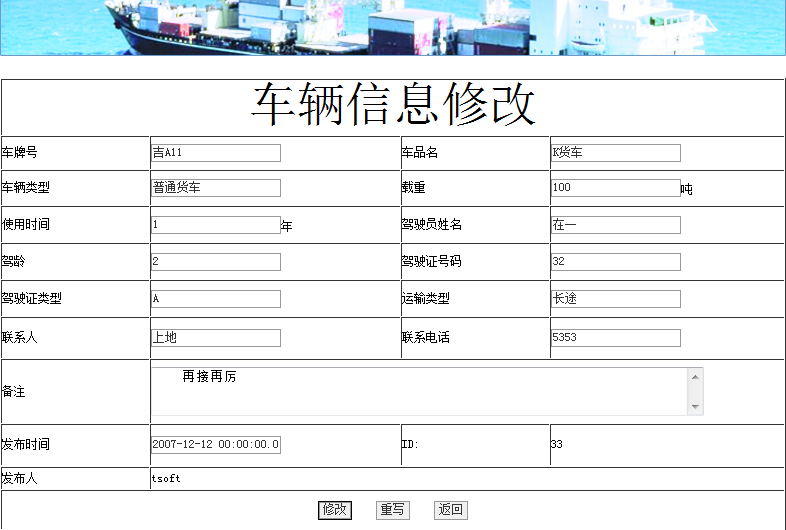 车辆信息修改
车牌号 吉A11 车品名 K货车
车辆类型 普通货车 载重 100 吨
使用时间 1 年 驾驶员姓名 在一
驾龄 2 驾驶证号码 32
驾驶证类型 A 运输类型 长途
联系人 上地 联系电话 5353
备注 再接再厉
发布时间 2007-12-12 00:00:00.0 ID: 33
发布人 tsoft
修改 重写 返回